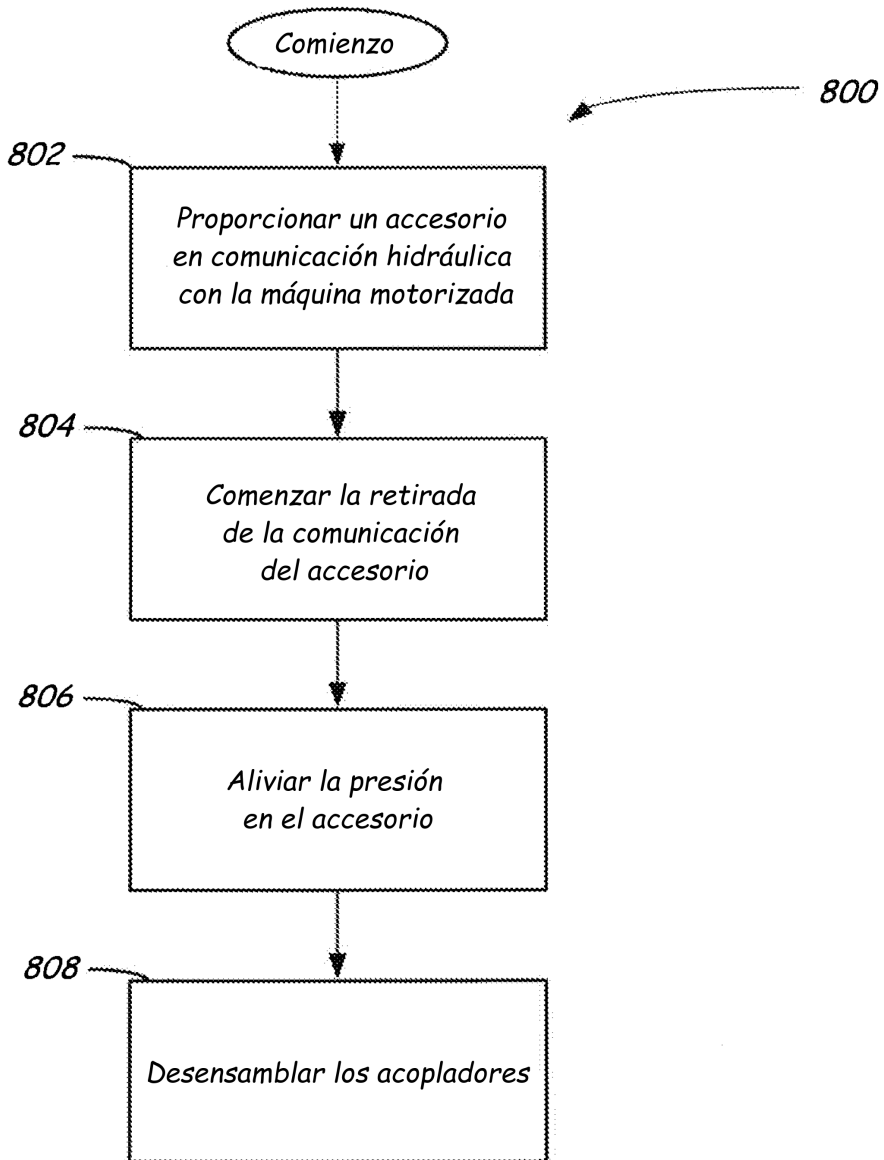 Comienzo
800
802
Proporcionar un accesorio
en comunicación hidráulica
con la máquina motorizada
804
Comenzar la retirada
de la comunicación
del accesorio
806
Aliviar la presión
en el accesorio
808
Desensamblar los acopladores